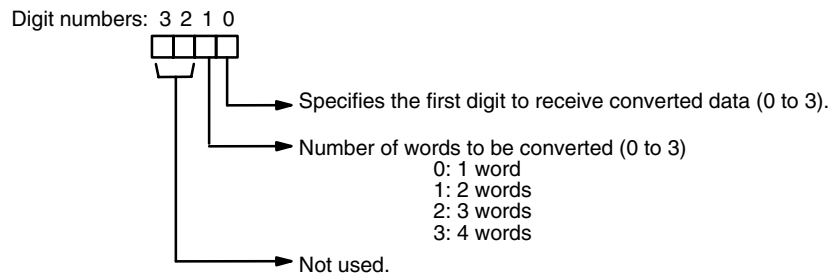 Digit numbers: 3 2 1 0
Specifies the first digit to receive converted data (0 to 3).
Number of words to be converted (0 to 3)
0: 1 word
1: 2 words
2: 3 words
3: 4 words
Not used.